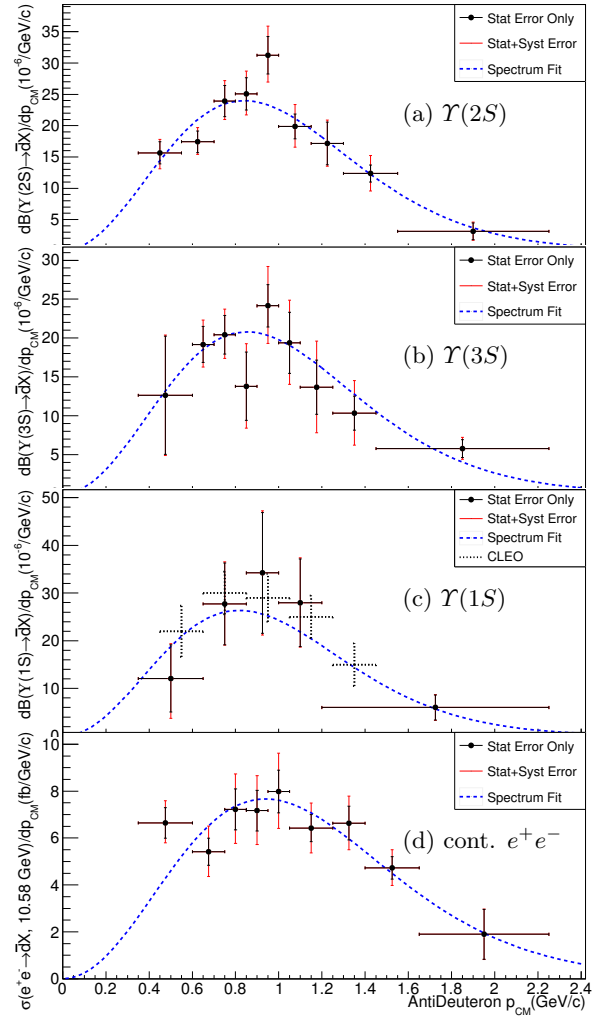 dB(ϒ(2S)→d̄X)/dp_CM(10⁻⁶/GeV/c)
35
30
25
20
15
10
5
Stat Error Only
Stat+Syst Error
Spectrum Fit
(a) ϒ(2S)
dB(ϒ(3S)→d̄X)/dp_CM(10⁻⁶/GeV/c)
30
25
20
15
10
5
Stat Error Only
Stat+Syst Error
Spectrum Fit
(b) ϒ(3S)
dB(ϒ(1S)→d̄X)/dp_CM(10⁻⁶/GeV/c)
50
40
30
20
10
0
Stat Error Only
Stat+Syst Error
Spectrum Fit
CLEO
(c) ϒ(1S)
σ(e⁺e⁻→d̄X, 10.58 GeV)/dp_CM(fb/GeV/c)
8
6
4
2
0
Stat Error Only
Stat+Syst Error
Spectrum Fit
(d) cont. e⁺e⁻
0 0.2 0.4 0.6 0.8 1 1.2 1.4 1.6 1.8 2 2.2 2.4
AntiDeuteron p_CM(GeV/c)